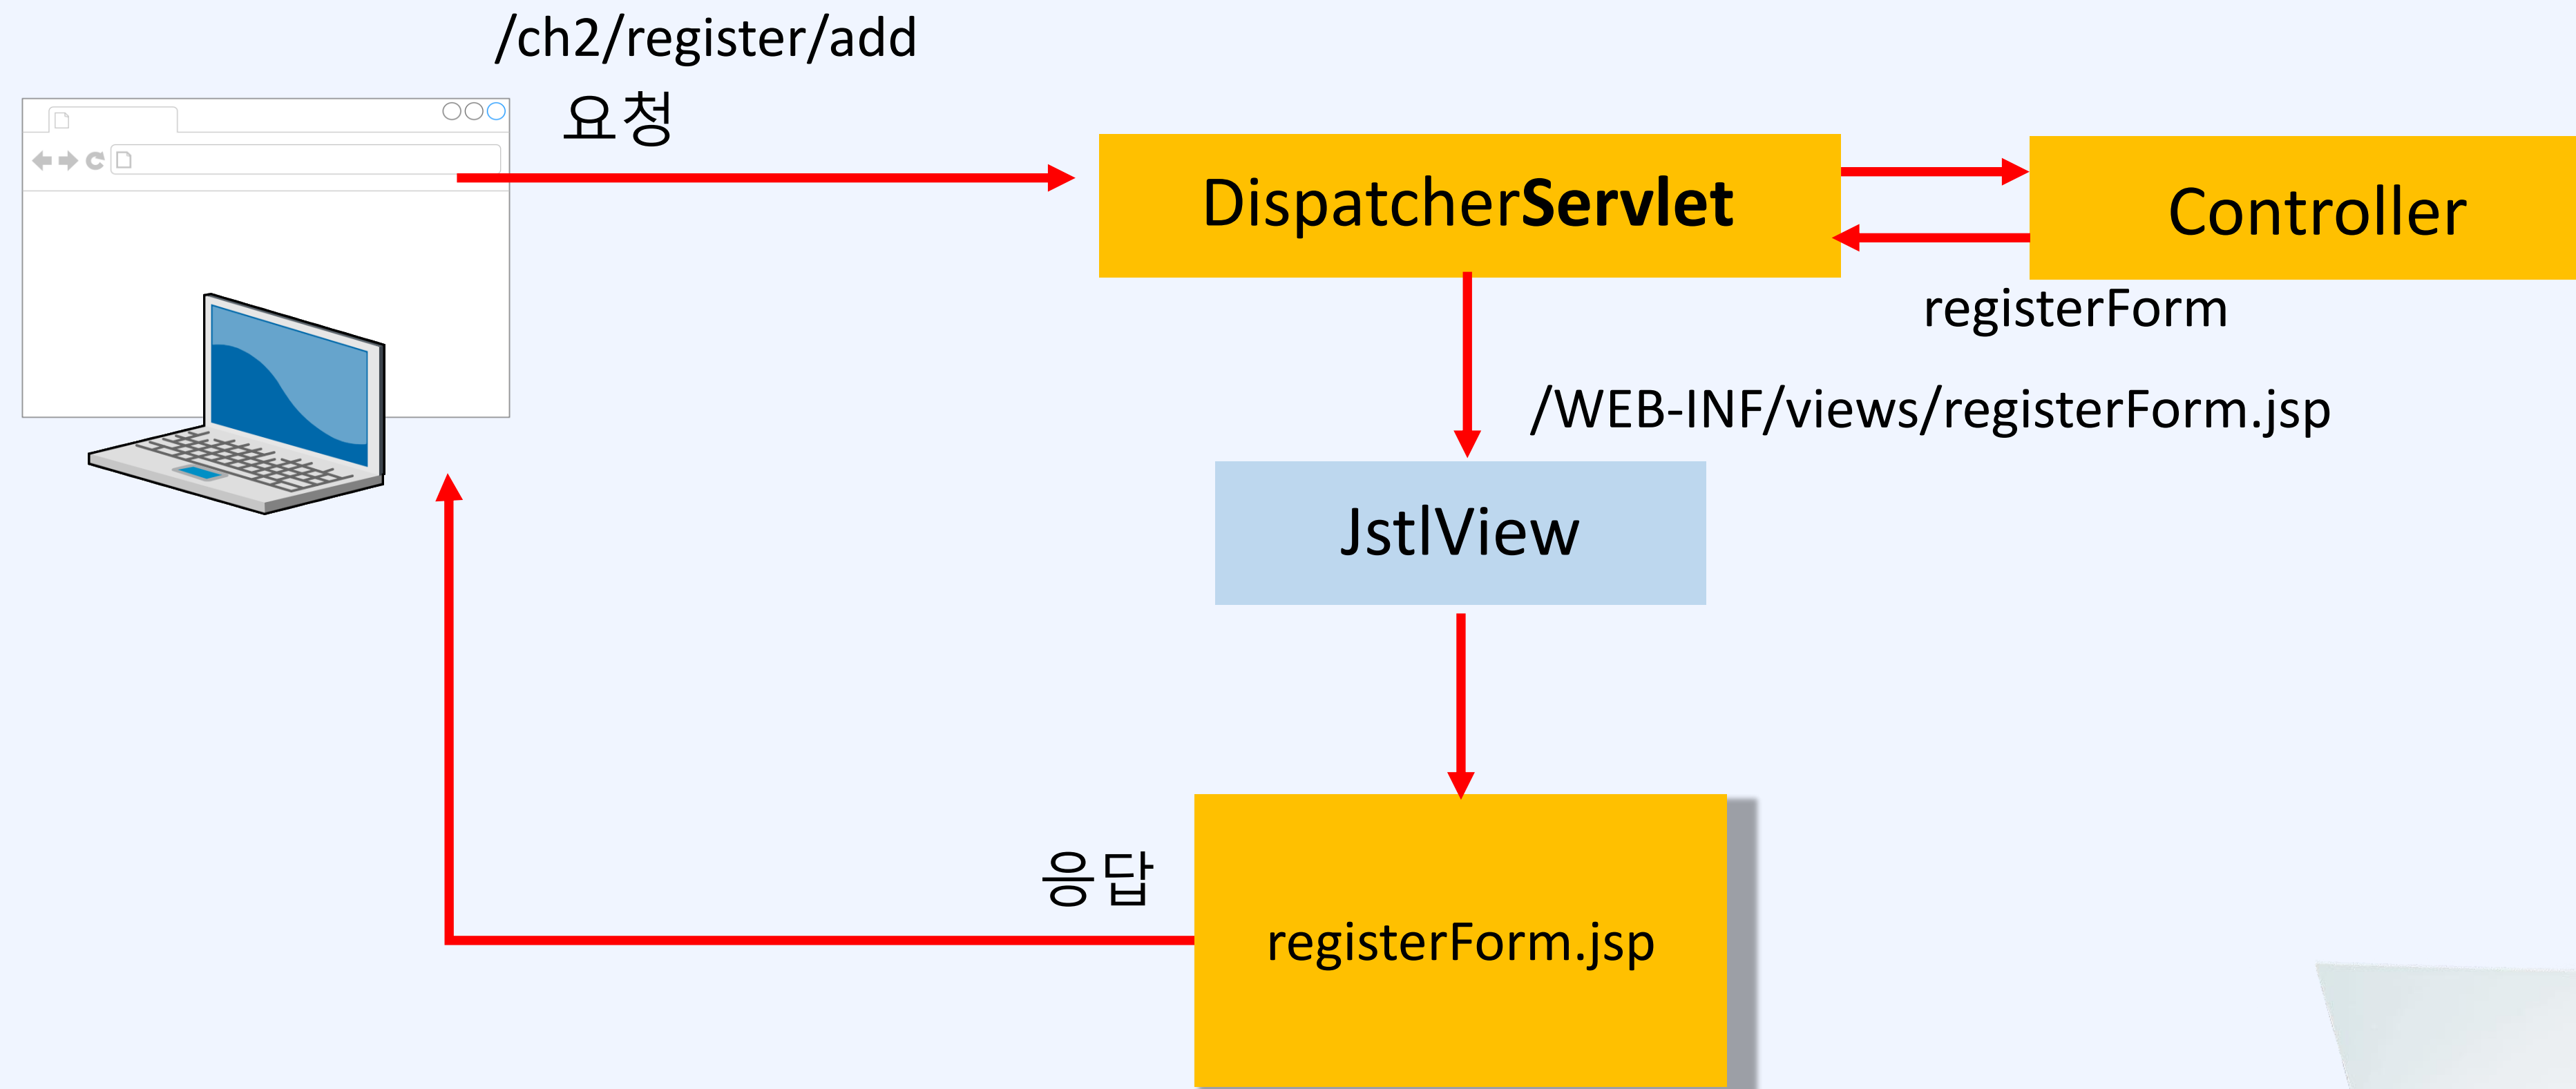 /ch2/register/add
요청
DispatcherServlet
Controller
registerForm
/WEB-INF/views/registerForm.jsp
JstlView
응답
registerForm.jsp